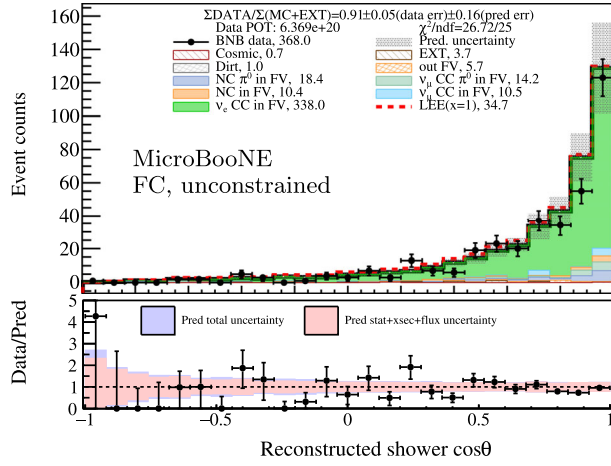 ΣDATA/Σ(MC+EXT)=0.91±0.05(data err)±0.16(pred err)
Data POT: 6.369e+20 χ²/ndf=26.72/25
BNB data, 368.0 Pred. uncertainty
Cosmic, 0.7 EXT, 3.7
Dirt, 1.0 out FV, 5.7
NC π⁰ in FV, 18.4 νμ CC π⁰ in FV, 14.2
NC in FV, 10.4 νμ CC in FV, 10.5
νe CC in FV, 338.0 LEE(x=1), 34.7
MicroBooNE
FC, unconstrained
Event counts
160
140
120
100
80
60
40
20
0
Pred total uncertainty Pred stat+xsec+flux uncertainty
Data/Pred
5
4
3
2
1
0
−1 −0.5 0 0.5 1
Reconstructed shower cosθ